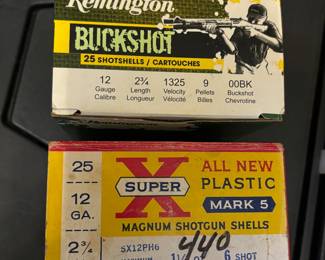 Remington
BUCKSHOT
25 SHOTSHELLS / CARTOUCHES
12 2¾ 1325 9 00BK
Gauge Length Velocity Pellets Buckshot
Calibre Longueur Vélocité Billes Chevrotine
25
12
GA.
2 3/4
SUPER X
ALL NEW
PLASTIC
MARK 5
MAGNUM SHOTGUN SHELLS
SX12PH6
440
6 SHOT